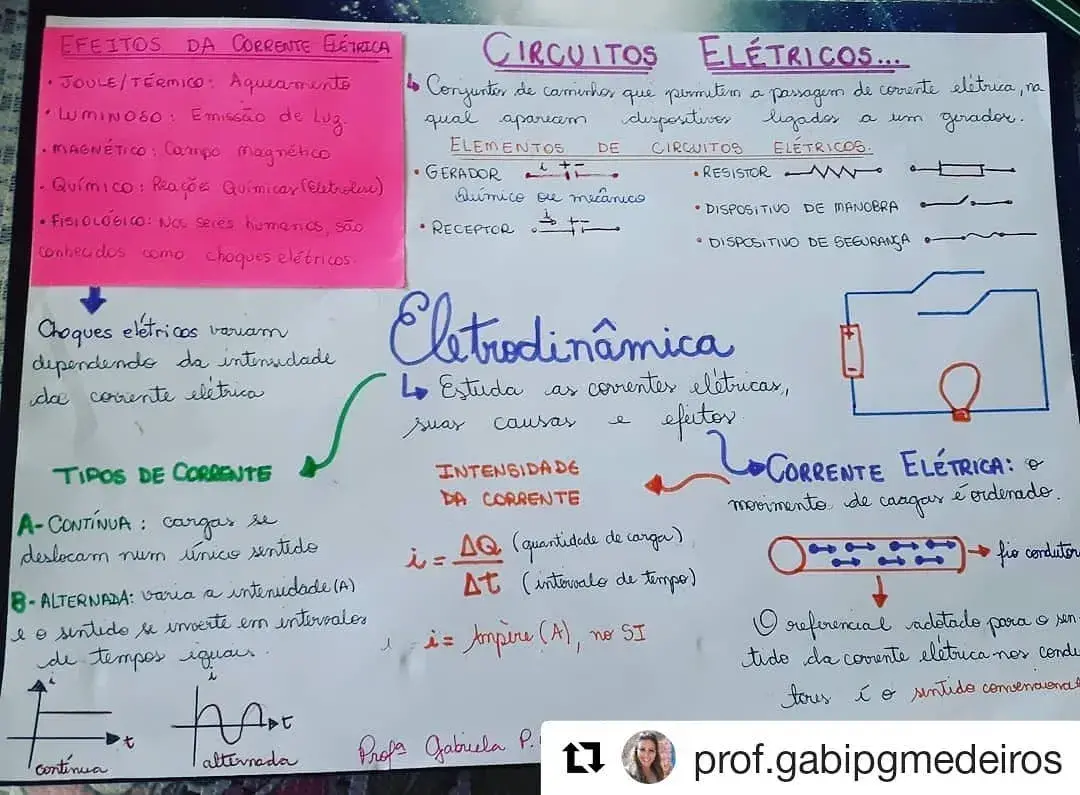 EFEITOS DA CORRENTE ELÉTRICA
• JOULE/TÉRMICO: Aquecimento
• LUMINOSO: Emissão de Luz.
• MAGNÉTICO: Campo magnético
• QUÍMICO: Reações Químicas (Eletrólise)
• FISIOLÓGICO: Nos seres humanos, são
conhecidos como choques elétricos.
Choques elétricos variam
dependendo da intensidade
da corrente elétrica
CIRCUITOS ELÉTRICOS...
Conjuntos de caminhos que permitem a passagem de corrente elétrica, na
qual aparecem dispositivos ligados a um gerador.
ELEMENTOS DE CIRCUITOS ELÉTRICOS.
• GERADOR i + -
Químico ou mecânico
• RECEPTOR i + -
• RESISTOR
• DISPOSITIVO DE MANOBRA
• DISPOSITIVO DE SEGURANÇA
+
-
Eletrodinâmica
Estuda as correntes elétricas,
suas causas e efeitos
TIPOS DE CORRENTE
A- CONTÍNUA: cargas se
deslocam num único sentido
B- ALTERNADA: varia a intensidade (A)
e o sentido se inverte em intervalos
de tempos iguais.
i
t
contínua
i
t
alternada
INTENSIDADE
DA CORRENTE
i = ΔQ (quantidade de carga)
Δt (intervalo de tempo)
i = Ampère (A), no SI
CORRENTE ELÉTRICA: o
movimento de caagas é ordenado.
fio condutor
O referencial adotado para o sen-
tido da corrente elétrica nos condu
tores é o sentido convencional
Profª Gabriela P.
prof.gabipgmedeiros